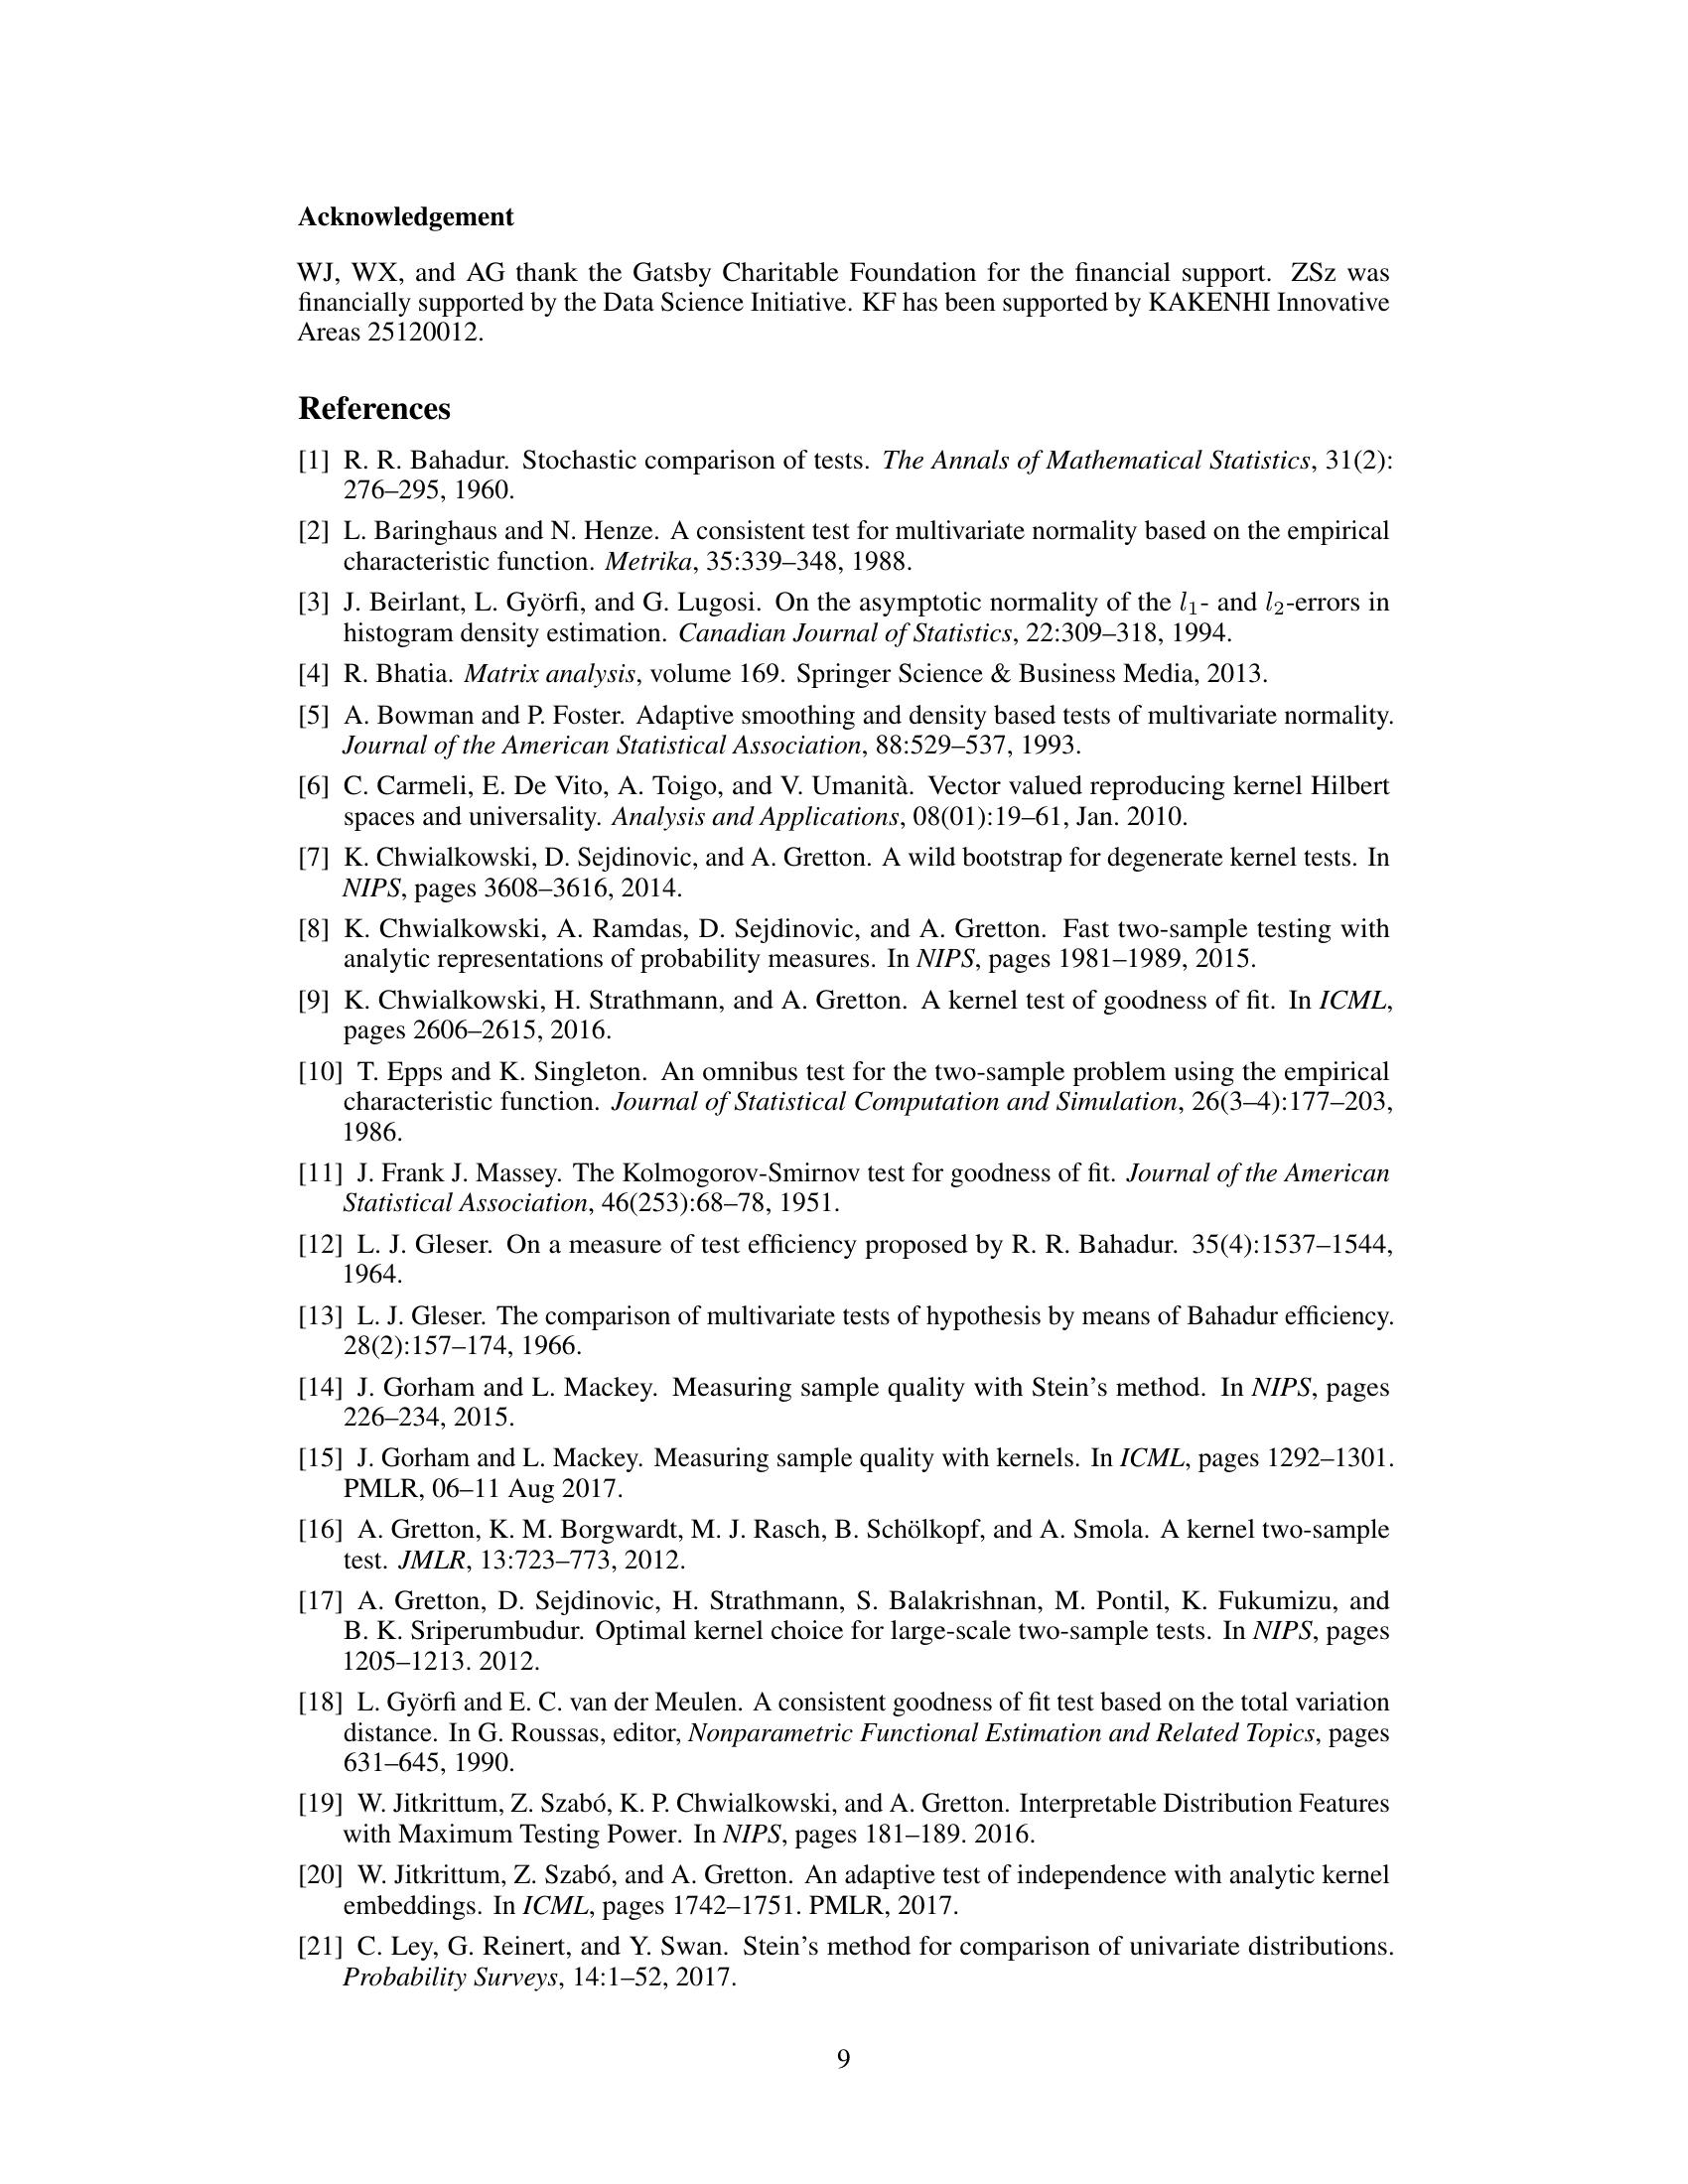 Acknowledgement
WJ, WX, and AG thank the Gatsby Charitable Foundation for the financial support. ZSz was
financially supported by the Data Science Initiative. KF has been supported by KAKENHI Innovative
Areas 25120012.
References
[1] R. R. Bahadur. Stochastic comparison of tests. The Annals of Mathematical Statistics, 31(2):
276–295, 1960.
[2] L. Baringhaus and N. Henze. A consistent test for multivariate normality based on the empirical
characteristic function. Metrika, 35:339–348, 1988.
[3] J. Beirlant, L. Györfi, and G. Lugosi. On the asymptotic normality of the l₁- and l₂-errors in
histogram density estimation. Canadian Journal of Statistics, 22:309–318, 1994.
[4] R. Bhatia. Matrix analysis, volume 169. Springer Science & Business Media, 2013.
[5] A. Bowman and P. Foster. Adaptive smoothing and density based tests of multivariate normality.
Journal of the American Statistical Association, 88:529–537, 1993.
[6] C. Carmeli, E. De Vito, A. Toigo, and V. Umanità. Vector valued reproducing kernel Hilbert
spaces and universality. Analysis and Applications, 08(01):19–61, Jan. 2010.
[7] K. Chwialkowski, D. Sejdinovic, and A. Gretton. A wild bootstrap for degenerate kernel tests. In
NIPS, pages 3608–3616, 2014.
[8] K. Chwialkowski, A. Ramdas, D. Sejdinovic, and A. Gretton. Fast two-sample testing with
analytic representations of probability measures. In NIPS, pages 1981–1989, 2015.
[9] K. Chwialkowski, H. Strathmann, and A. Gretton. A kernel test of goodness of fit. In ICML,
pages 2606–2615, 2016.
[10] T. Epps and K. Singleton. An omnibus test for the two-sample problem using the empirical
characteristic function. Journal of Statistical Computation and Simulation, 26(3–4):177–203,
1986.
[11] J. Frank J. Massey. The Kolmogorov-Smirnov test for goodness of fit. Journal of the American
Statistical Association, 46(253):68–78, 1951.
[12] L. J. Gleser. On a measure of test efficiency proposed by R. R. Bahadur. 35(4):1537–1544,
1964.
[13] L. J. Gleser. The comparison of multivariate tests of hypothesis by means of Bahadur efficiency.
28(2):157–174, 1966.
[14] J. Gorham and L. Mackey. Measuring sample quality with Stein's method. In NIPS, pages
226–234, 2015.
[15] J. Gorham and L. Mackey. Measuring sample quality with kernels. In ICML, pages 1292–1301.
PMLR, 06–11 Aug 2017.
[16] A. Gretton, K. M. Borgwardt, M. J. Rasch, B. Schölkopf, and A. Smola. A kernel two-sample
test. JMLR, 13:723–773, 2012.
[17] A. Gretton, D. Sejdinovic, H. Strathmann, S. Balakrishnan, M. Pontil, K. Fukumizu, and
B. K. Sriperumbudur. Optimal kernel choice for large-scale two-sample tests. In NIPS, pages
1205–1213. 2012.
[18] L. Györfi and E. C. van der Meulen. A consistent goodness of fit test based on the total variation
distance. In G. Roussas, editor, Nonparametric Functional Estimation and Related Topics, pages
631–645, 1990.
[19] W. Jitkrittum, Z. Szabó, K. P. Chwialkowski, and A. Gretton. Interpretable Distribution Features
with Maximum Testing Power. In NIPS, pages 181–189. 2016.
[20] W. Jitkrittum, Z. Szabó, and A. Gretton. An adaptive test of independence with analytic kernel
embeddings. In ICML, pages 1742–1751. PMLR, 2017.
[21] C. Ley, G. Reinert, and Y. Swan. Stein's method for comparison of univariate distributions.
Probability Surveys, 14:1–52, 2017.
9